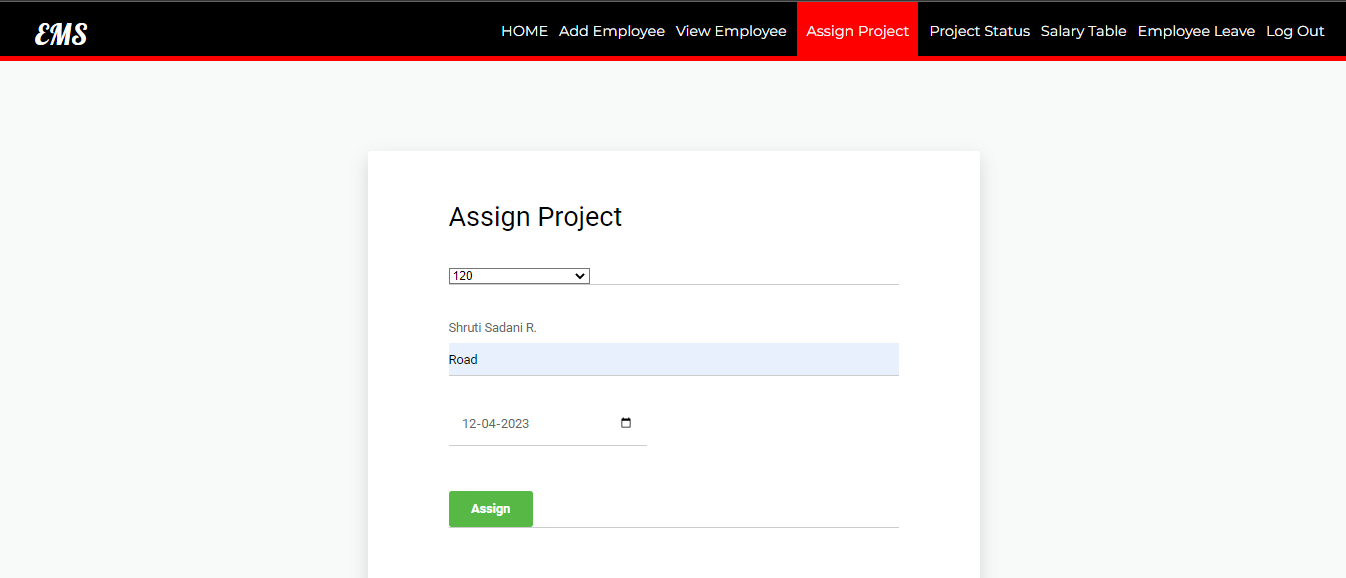 EMS HOME Add Employee View Employee Assign Project Project Status Salary Table Employee Leave Log Out
Assign Project
120
Shruti Sadani R.
Road
12-04-2023
Assign